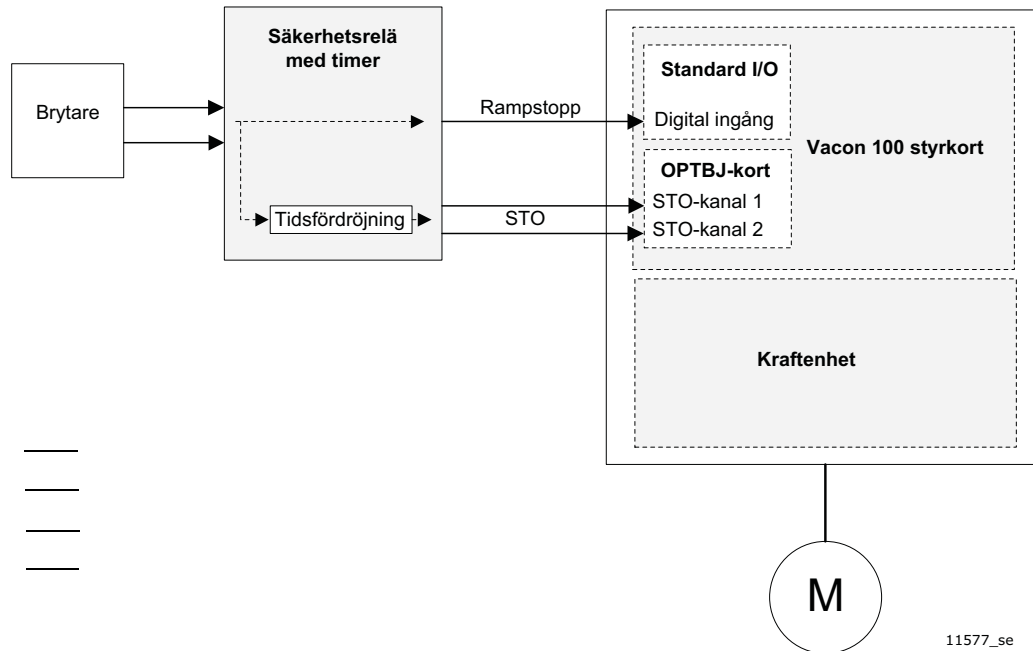 Säkerhetsrelä
med timer
Brytare
Rampstopp
Tidsfördröjning
STO
Standard I/O
Digital ingång
Vacon 100 styrkort
OPTBJ-kort
STO-kanal 1
STO-kanal 2
Kraftenhet
M
11577_se